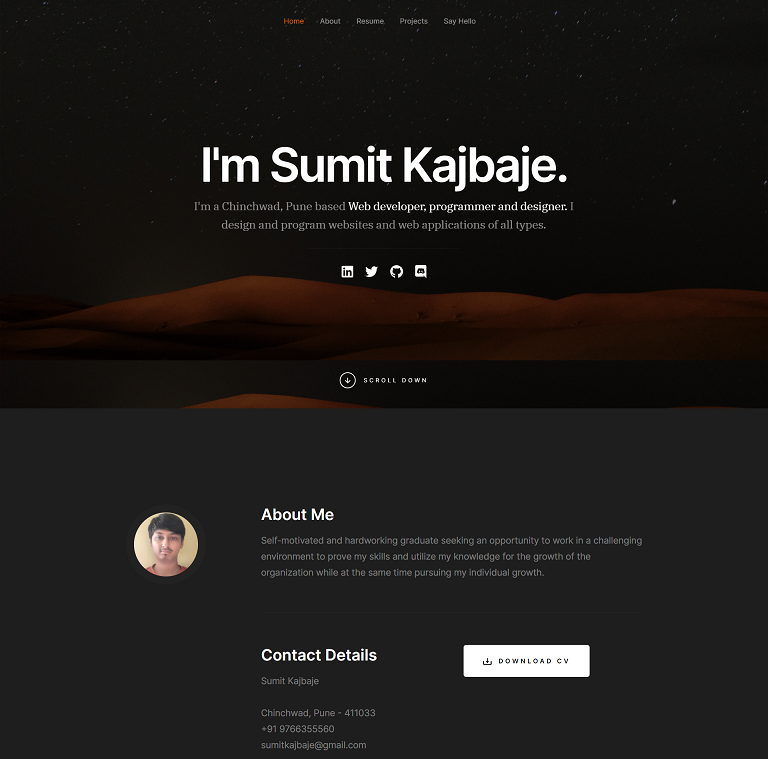 Home About Resume Projects Say Hello
I'm Sumit Kajbaje.
I'm a Chinchwad, Pune based Web developer, programmer and designer. I
design and program websites and web applications of all types.
SCROLL DOWN
About Me
Self-motivated and hardworking graduate seeking an opportunity to work in a challenging
environment to prove my skills and utilize my knowledge for the growth of the
organization while at the same time pursuing my individual growth.
Contact Details
DOWNLOAD CV
Sumit Kajbaje
Chinchwad, Pune - 411033
+91 9766355560
sumitkajbaje@gmail.com